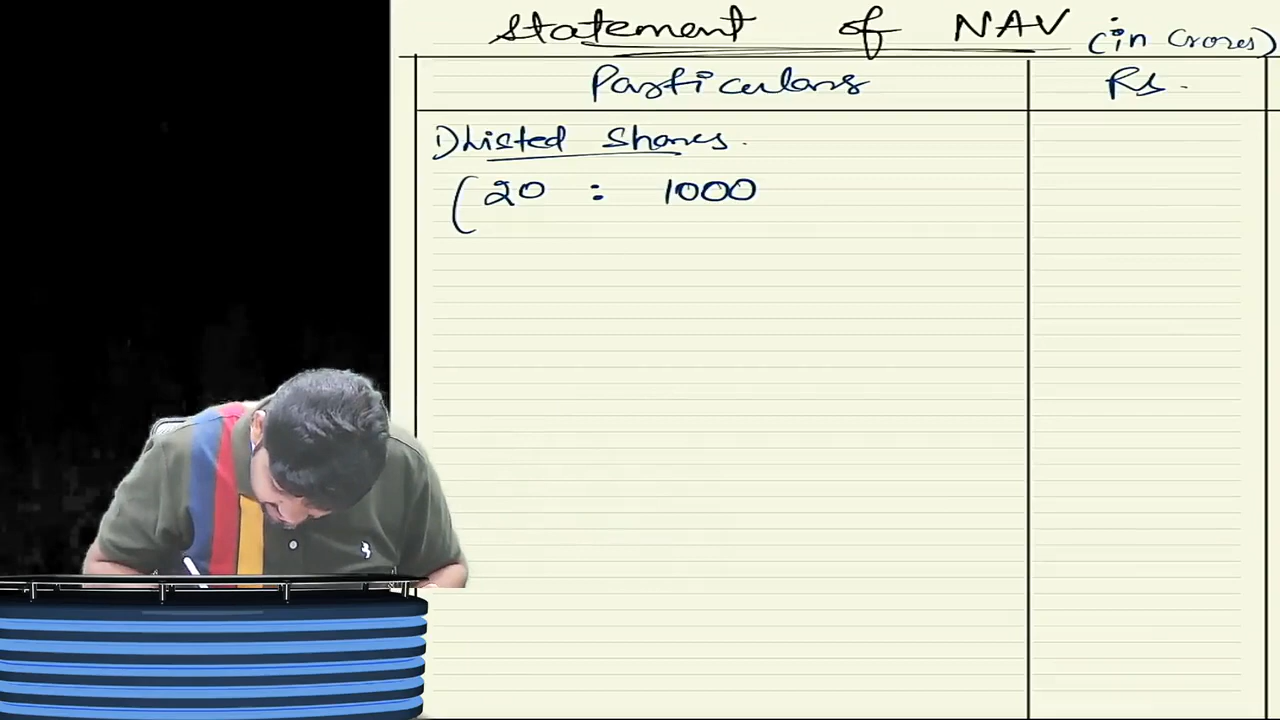 Statement of NAV (in Crores)
Particulars Rs.
1) Listed Shares.
(20 : 1000